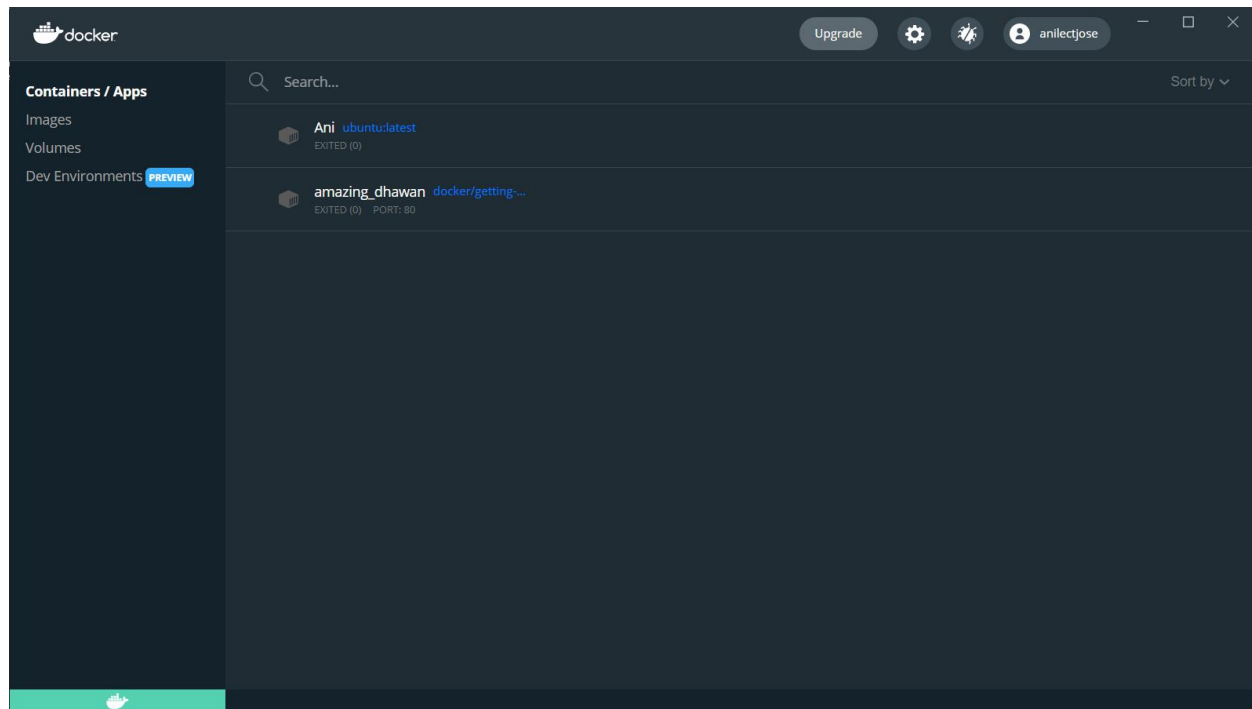 docker
Upgrade
anilectjose
Containers / Apps
Images
Volumes
Dev Environments PREVIEW
Search...
Sort by
Ani ubuntu:latest
EXITED (0)
amazing_dhawan docker/getting-...
EXITED (0) PORT: 80